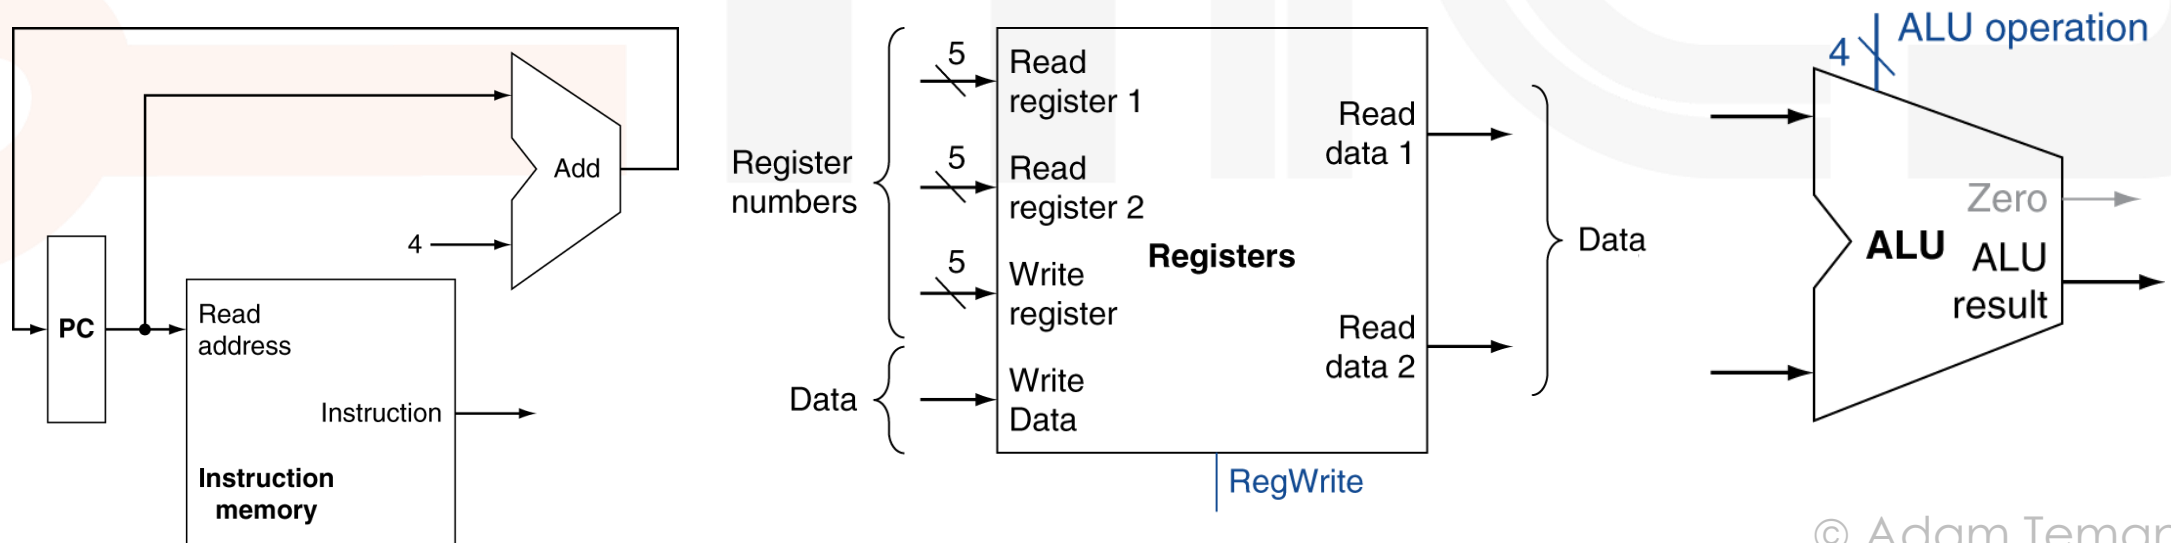 Add
4
PC
Read
address
Instruction
Instruction
memory
Register
numbers
Data
5
5
5
Read
register 1
Read
register 2
Write
register
Write
Data
Registers
Read
data 1
Read
data 2
RegWrite
Data
4
ALU operation
ALU
Zero
ALU
result
© Adam Teman